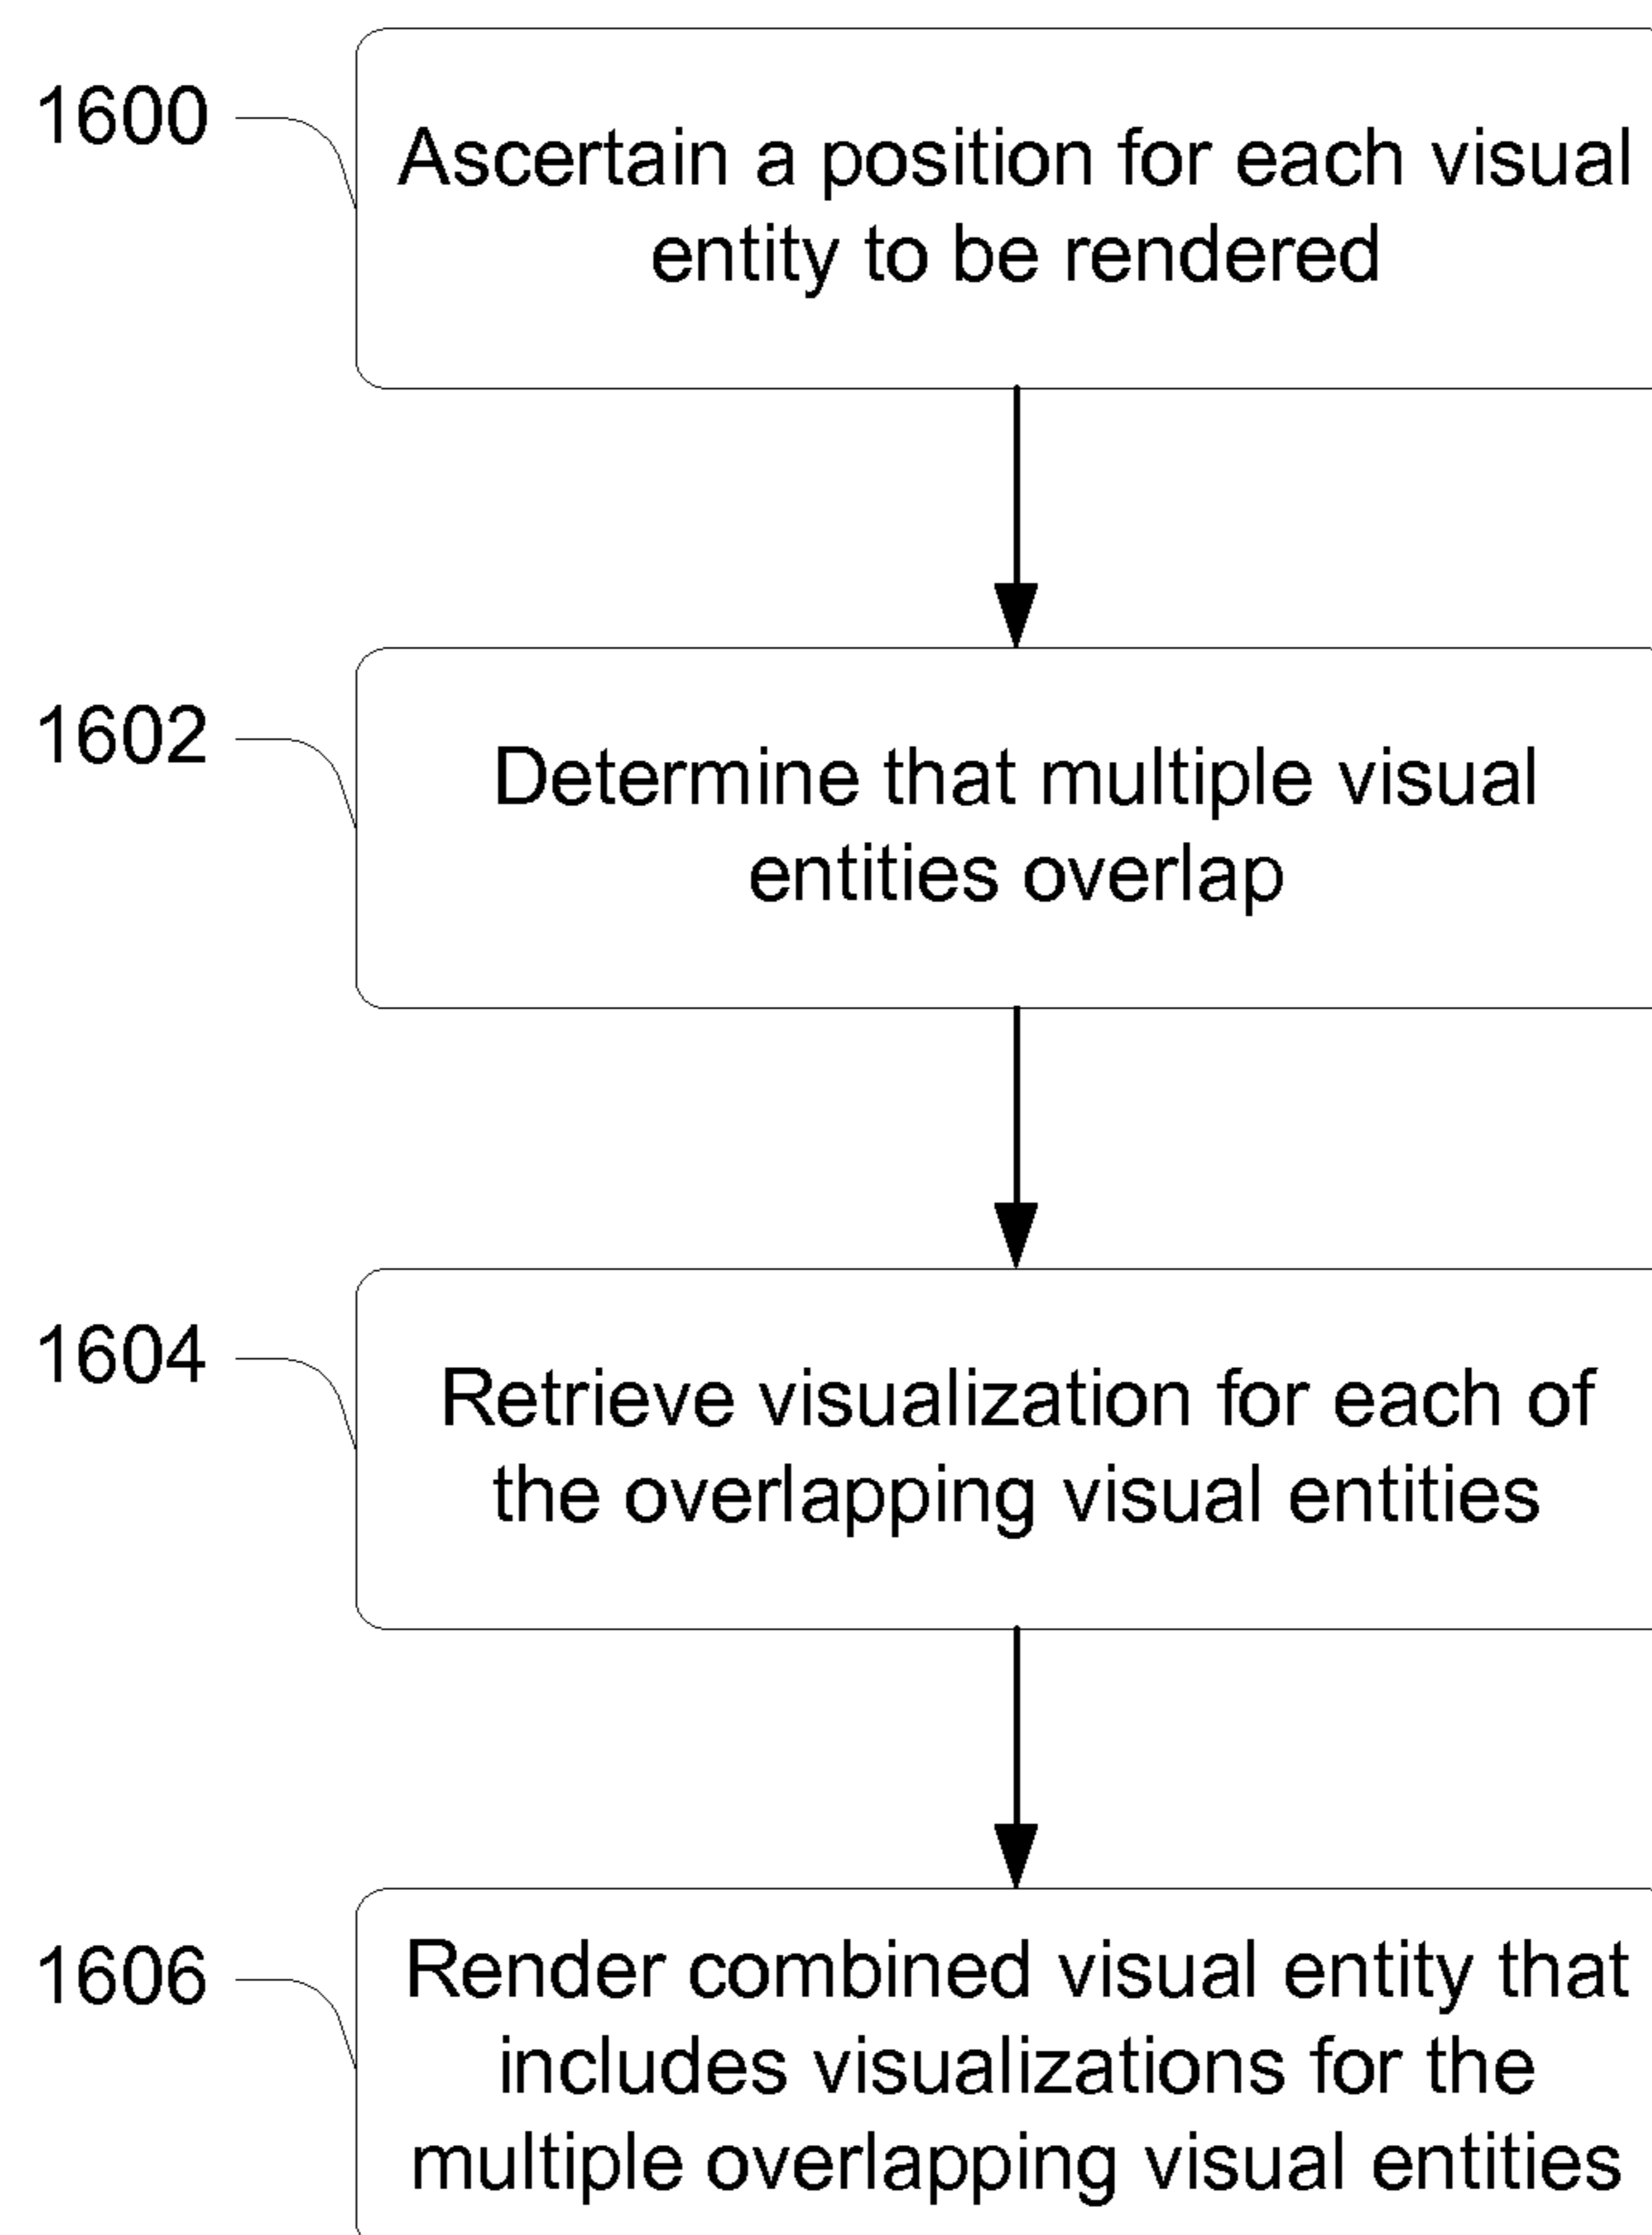 1600
Ascertain a position for each visual
entity to be rendered
1602
Determine that multiple visual
entities overlap
1604
Retrieve visualization for each of
the overlapping visual entities
1606
Render combined visual entity that
includes visualizations for the
multiple overlapping visual entities